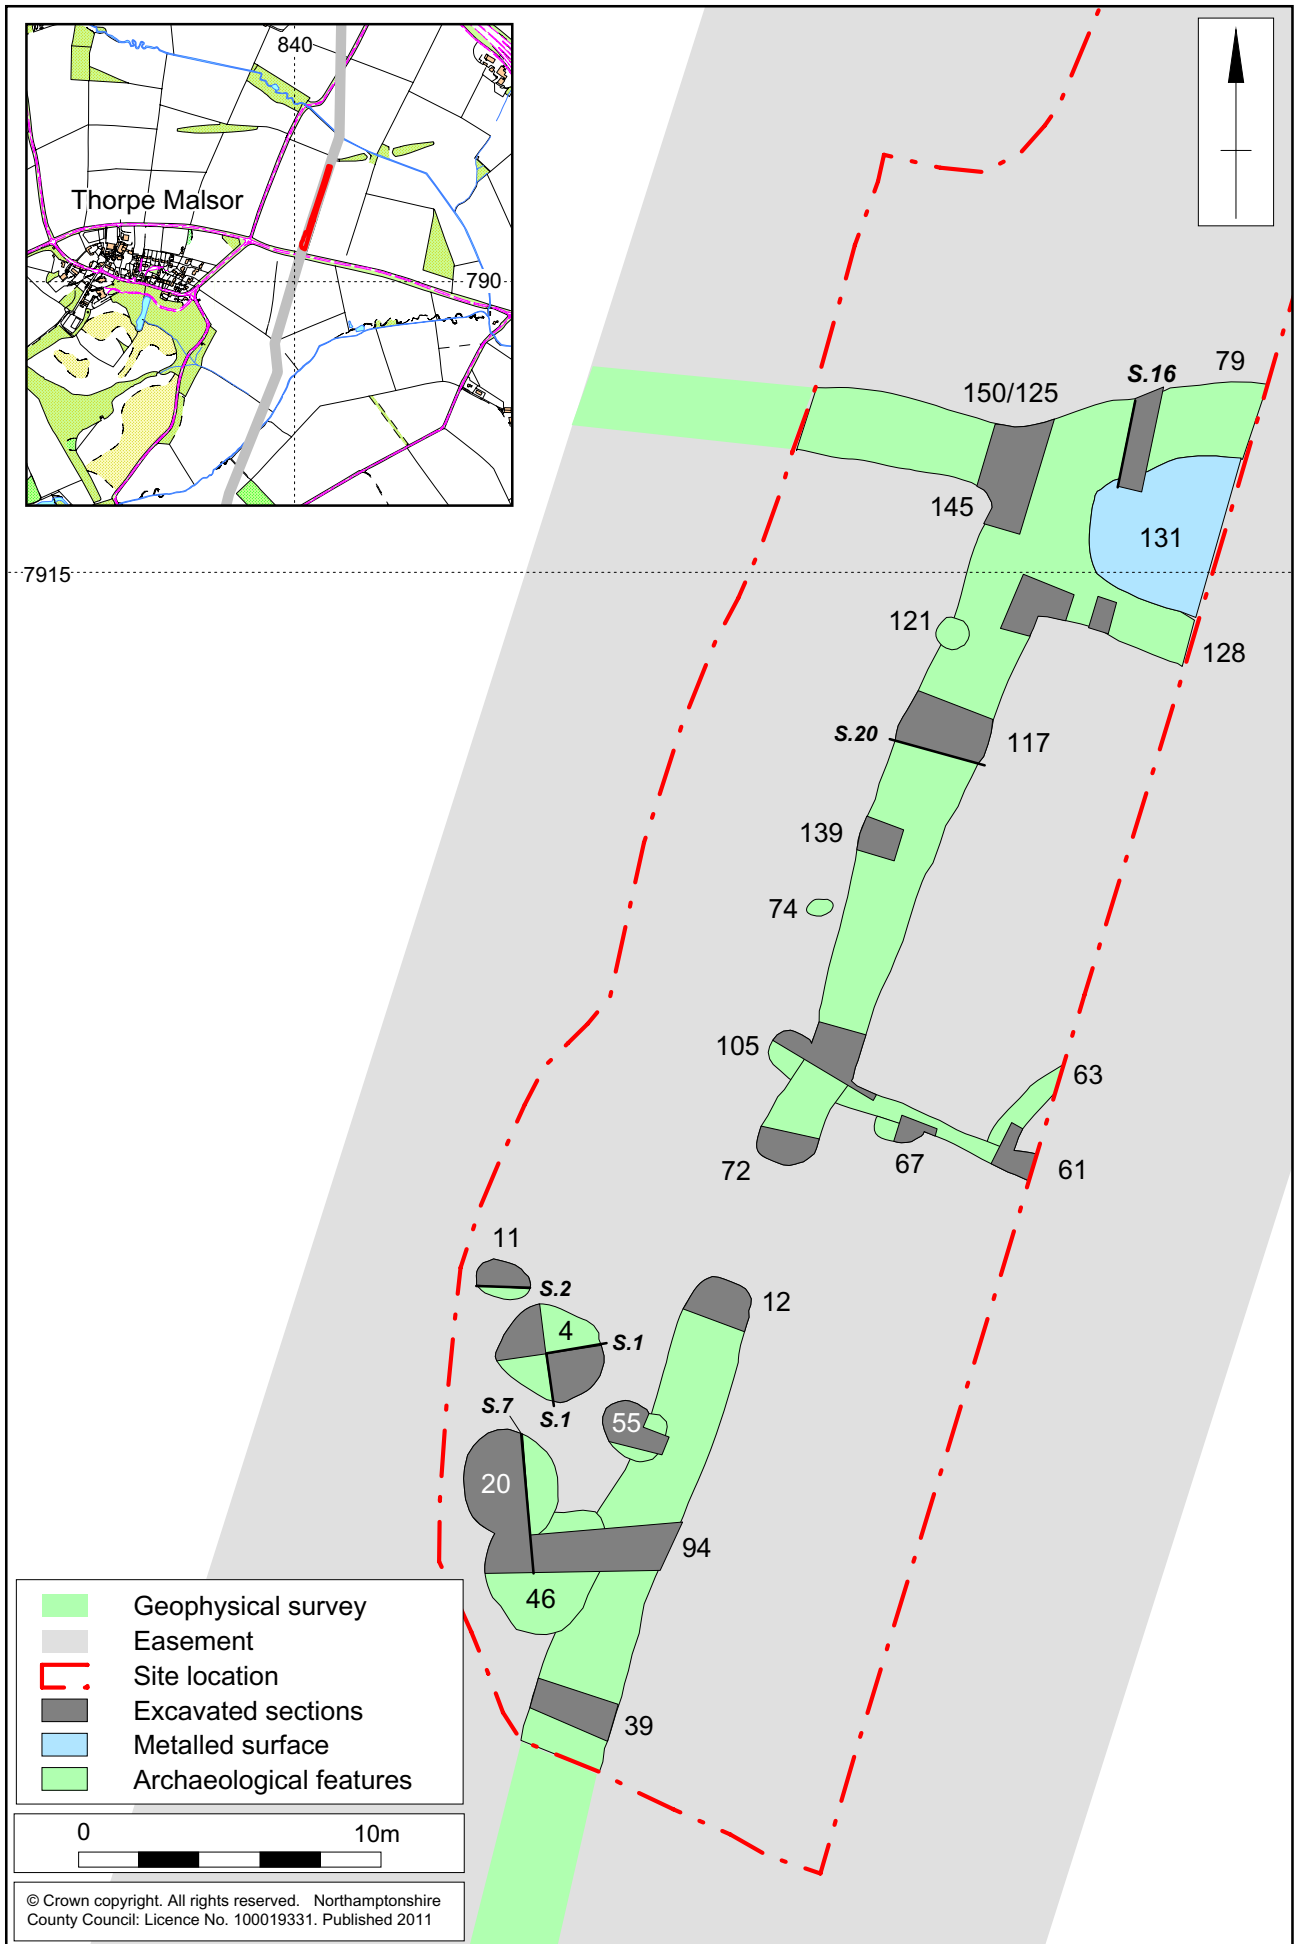 840
Thorpe Malsor
790
79
S.16
150/125
145
131
7915
121
128
S.20
117
139
74
105
63
72
67
61
11
S.2
12
4
S.1
S.7
S.1
55
20
94
46
39
Geophysical survey
Easement
Site location
Excavated sections
Metalled surface
Archaeological features
0 10m
© Crown copyright. All rights reserved. Northamptonshire
County Council: Licence No. 100019331. Published 2011